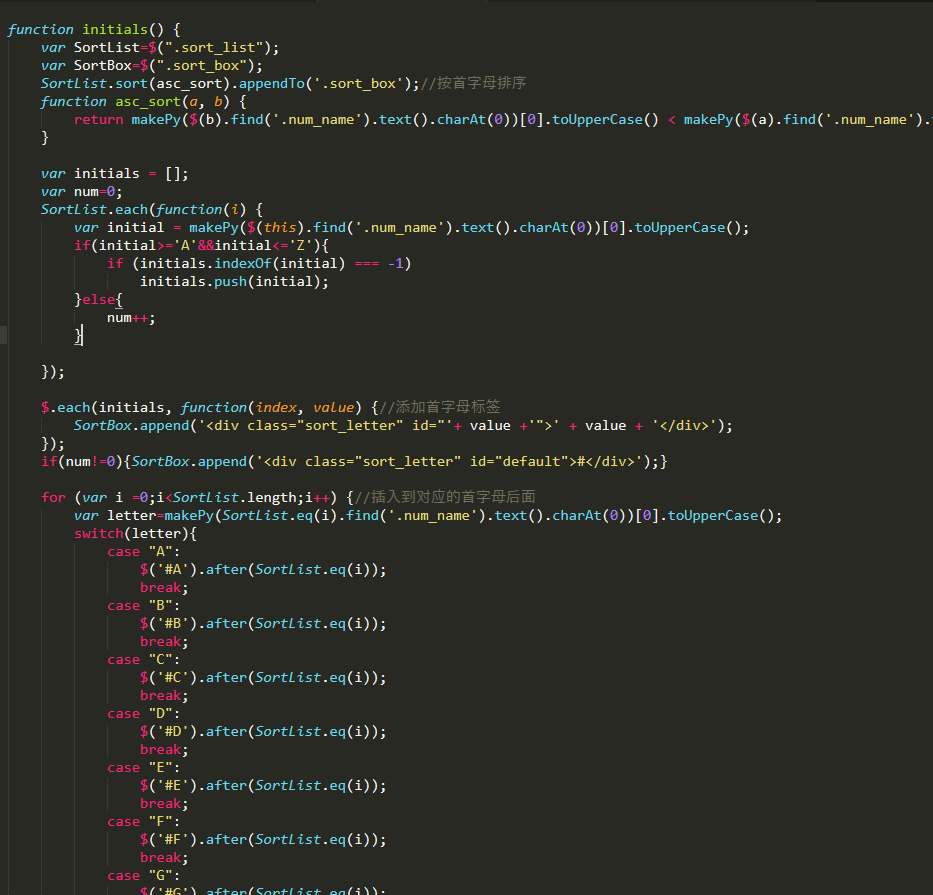 function initials() {
    var SortList=$(".sort_list");
    var SortBox=$(".sort_box");
    SortList.sort(asc_sort).appendTo('.sort_box');//按首字母排序
    function asc_sort(a, b) {
        return makePy($(b).find('.num_name').text().charAt(0))[0].toUpperCase() < makePy($(a).find('.num_name').
    }
    var initials = [];
    var num=0;
    SortList.each(function(i) {
        var initial = makePy($(this).find('.num_name').text().charAt(0))[0].toUpperCase();
        if(initial>='A'&&initial<='Z'){
            if (initials.indexOf(initial) === -1)
                initials.push(initial);
        }else{
            num++;
        }
    });
    $.each(initials, function(index, value) {//添加首字母标签
        SortBox.append('<div class="sort_letter" id="'+ value +'">' + value + '</div>');
    });
    if(num!=0){SortBox.append('<div class="sort_letter" id="default">#</div>');}
    for (var i =0;i<SortList.length;i++) {//插入到对应的首字母后面
        var letter=makePy(SortList.eq(i).find('.num_name').text().charAt(0))[0].toUpperCase();
        switch(letter){
            case "A":
                $('#A').after(SortList.eq(i));
                break;
            case "B":
                $('#B').after(SortList.eq(i));
                break;
            case "C":
                $('#C').after(SortList.eq(i));
                break;
            case "D":
                $('#D').after(SortList.eq(i));
                break;
            case "E":
                $('#E').after(SortList.eq(i));
                break;
            case "F":
                $('#F').after(SortList.eq(i));
                break;
            case "G":
                $('#G').after(SortList.eq(i));